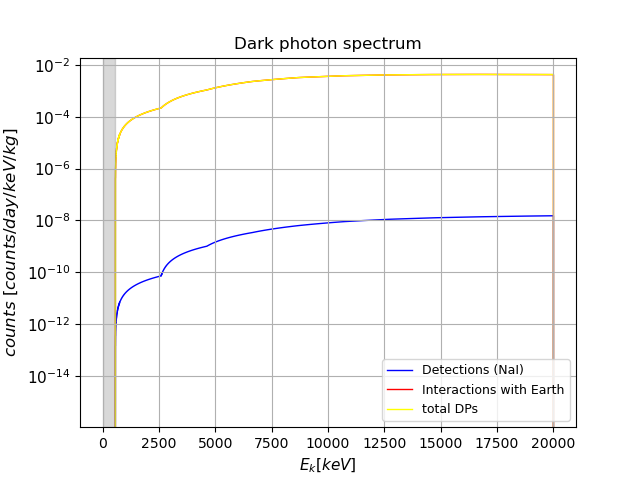 Dark photon spectrum
counts [counts/day/keV/kg]
10⁻²
10⁻⁴
10⁻⁶
10⁻⁸
10⁻¹⁰
10⁻¹²
10⁻¹⁴
Detections (NaI)
Interactions with Earth
total DPs
0 2500 5000 7500 10000 12500 15000 17500 20000
Eₖ[keV]